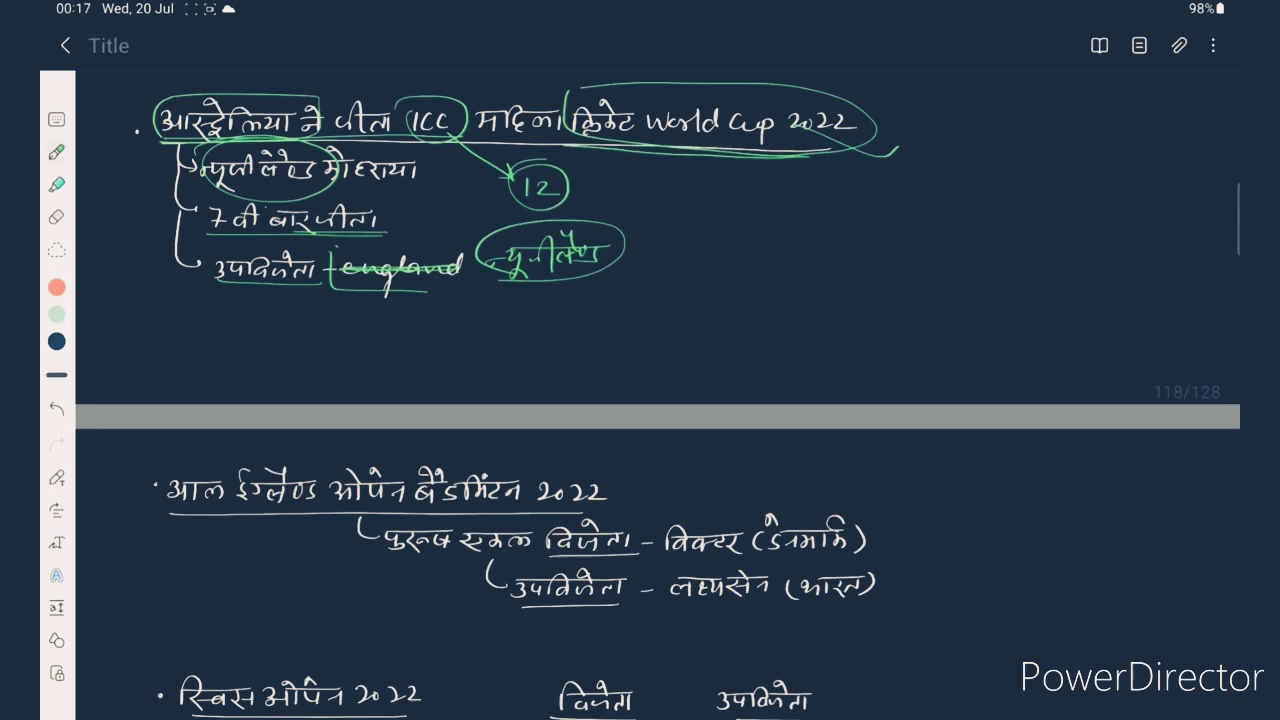 00:17 Wed, 20 Jul 98%
Title
. आस्ट्रेलिया ने जीता ICC महिला क्रिकेट World Cup 2022
न्यूजीलैण्ड को हराया 12
7 वी बार जीता
उपविजेता - england न्यूजीलैण्ड
118/128
· आल इंग्लैण्ड ओपेन बैडमिंटन 2022
पुरूष एकल विजेता - विक्टर (डेनमार्क)
उपविजेता - लक्ष्यसेन (भारत)
· स्विस ओपेन 2022 विजेता उपविजेता
PowerDirector